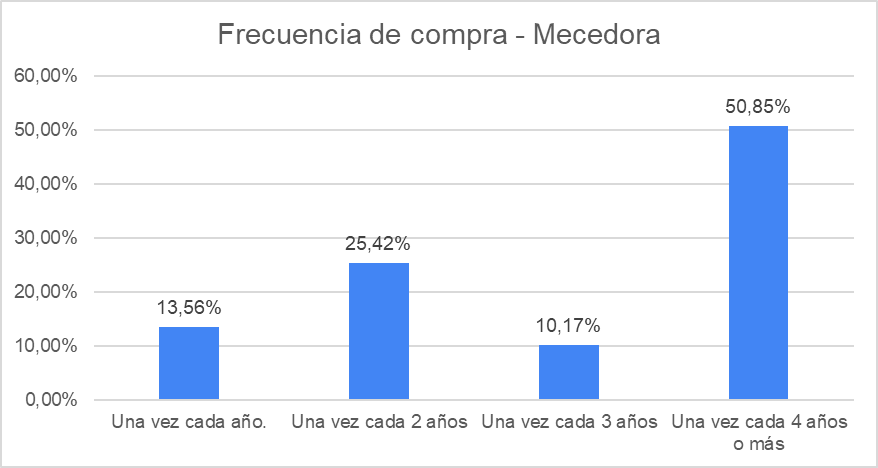 Frecuencia de compra - Mecedora
60,00%
50,00%
40,00%
30,00%
20,00%
10,00%
0,00%
13,56%
25,42%
10,17%
50,85%
Una vez cada año.
Una vez cada 2 años
Una vez cada 3 años
Una vez cada 4 años
o más